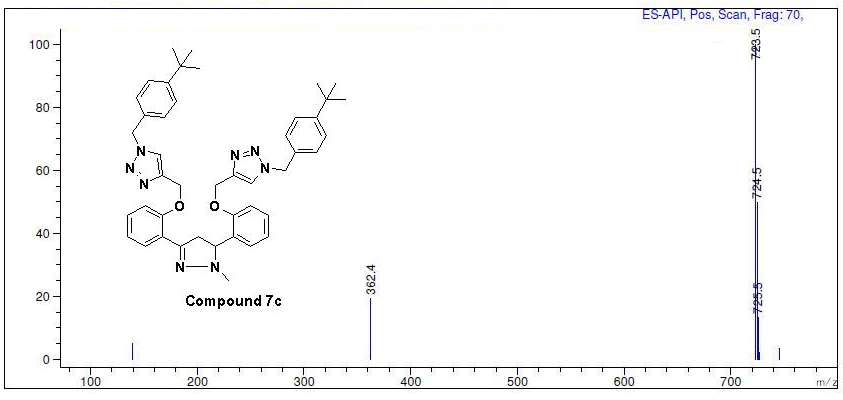 ES-API, Pos, Scan, Frag: 70,
100
80
60
40
20
0
723.5
724.5
725.5
362.4
N
N
N
N
N
N
O
O
N
N
Compound 7c
100
200
300
400
500
600
700
m/z